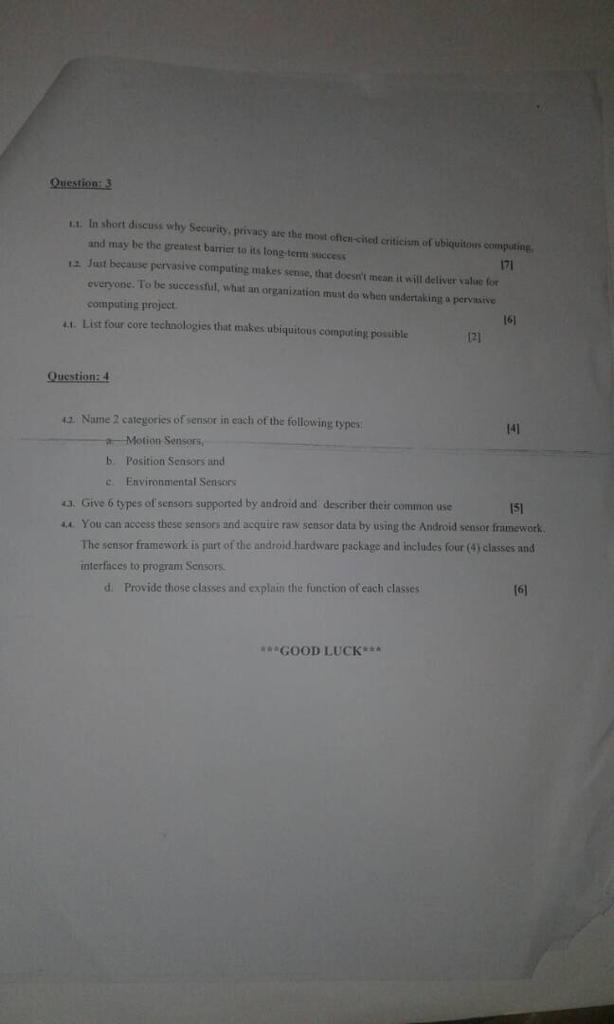 Question: 3
1.1. In short discuss why Security, privacy are the most often-cited criticism of ubiquitous computing,
and may be the greatest barrier to its long-term success [7]
1.2. Just because pervasive computing makes sense, that doesn't mean it will deliver value for
everyone. To be successful, what an organization must do when undertaking a pervasive
computing project. [6]
4.1. List four core technologies that makes ubiquitous computing possible [2]
Question: 4
4.2. Name 2 categories of sensor in each of the following types: [4]
a. Motion Sensors,
b. Position Sensors and
c. Environmental Sensors
4.3. Give 6 types of sensors supported by android and describer their common use [5]
4.4. You can access these sensors and acquire raw sensor data by using the Android sensor framework.
The sensor framework is part of the android.hardware package and includes four (4) classes and
interfaces to program Sensors.
d. Provide those classes and explain the function of each classes [6]
***GOOD LUCK***